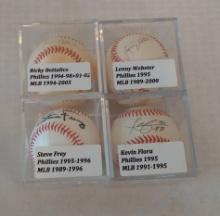 Ricky Bottalico
Phillies 1994-98+01-02
MLB 1994-2005
Lenny Webster
Phillies 1995
MLB 1989-2000
Steve Frey
Phillies 1995-1996
MLB 1989-1996
Kevin Flora
Phillies 1995
MLB 1991-1995